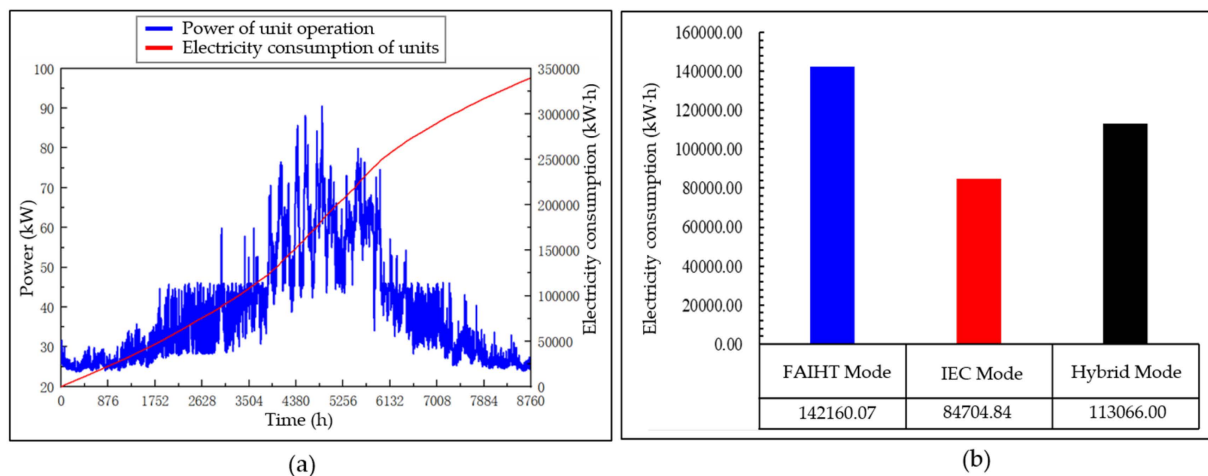 Power of unit operation
Electricity consumption of units
100
90
80
70
60
50
40
30
20
Power (kW)
350000
300000
250000
200000
150000
100000
50000
0
Electricity consumption (kW·h)
0 876 1752 2628 3504 4380 5256 6132 7008 7884 8760
Time (h)
(a)
160000.00
140000.00
120000.00
100000.00
80000.00
60000.00
40000.00
20000.00
0.00
Electricity consumption (kW·h)
FAIHT Mode IEC Mode Hybrid Mode
142160.07 84704.84 113066.00
(b)